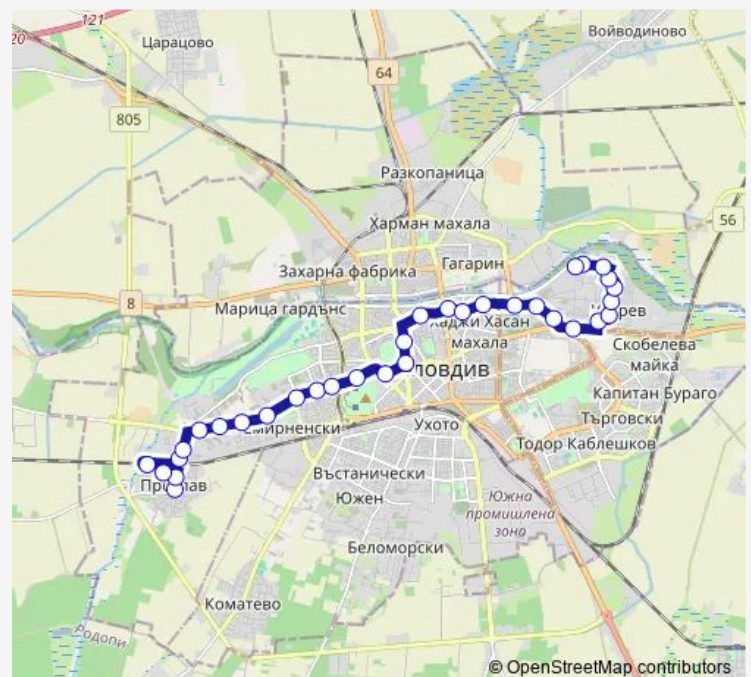 121
20
Царацово
Войводиново
64
805
Разкопаница
56
Харман махала
Гагарин
Захарна фабрика
8
Марица гардънс
Хаджи Хасан
махала
Скобелева
майка
Капитан Бураго
Търговски
Ухото
Смирненски
Тодор Каблешков
Въстанически
Южен
Южна
промишлена
зона
Беломорски
Коматево
Родопи
© OpenStreetMap contributors